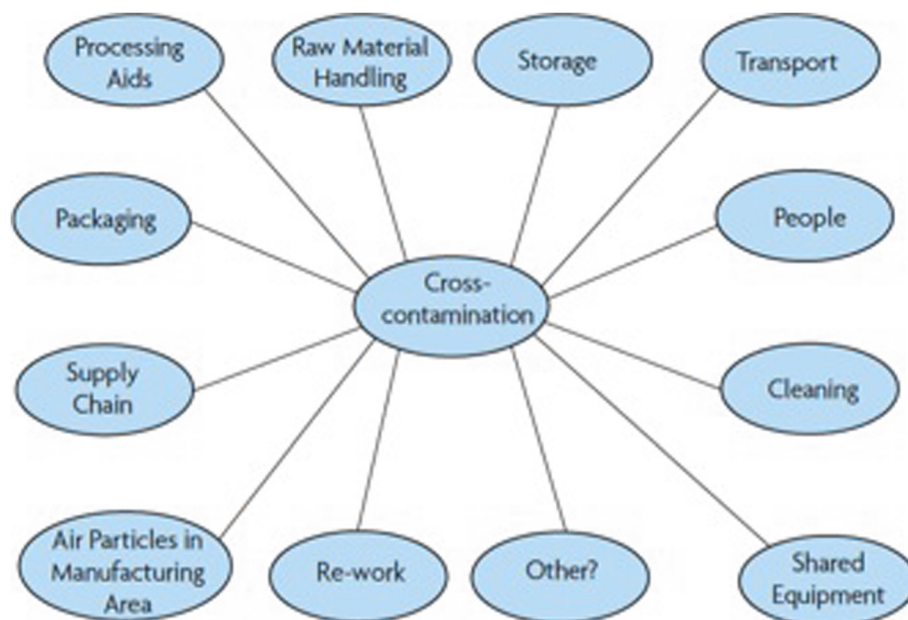 Processing
Aids
Raw Material
Handling
Storage
Transport
Packaging
People
Cross-
contamination
Supply
Chain
Cleaning
Air Particles in
Manufacturing
Area
Re-work
Other?
Shared
Equipment